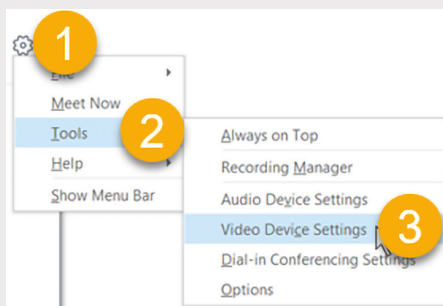 1
File
Meet Now
Tools
2
Help
Show Menu Bar
Always on Top
Recording Manager
Audio Device Settings
Video Device Settings
3
Dial-in Conferencing Settings
Options